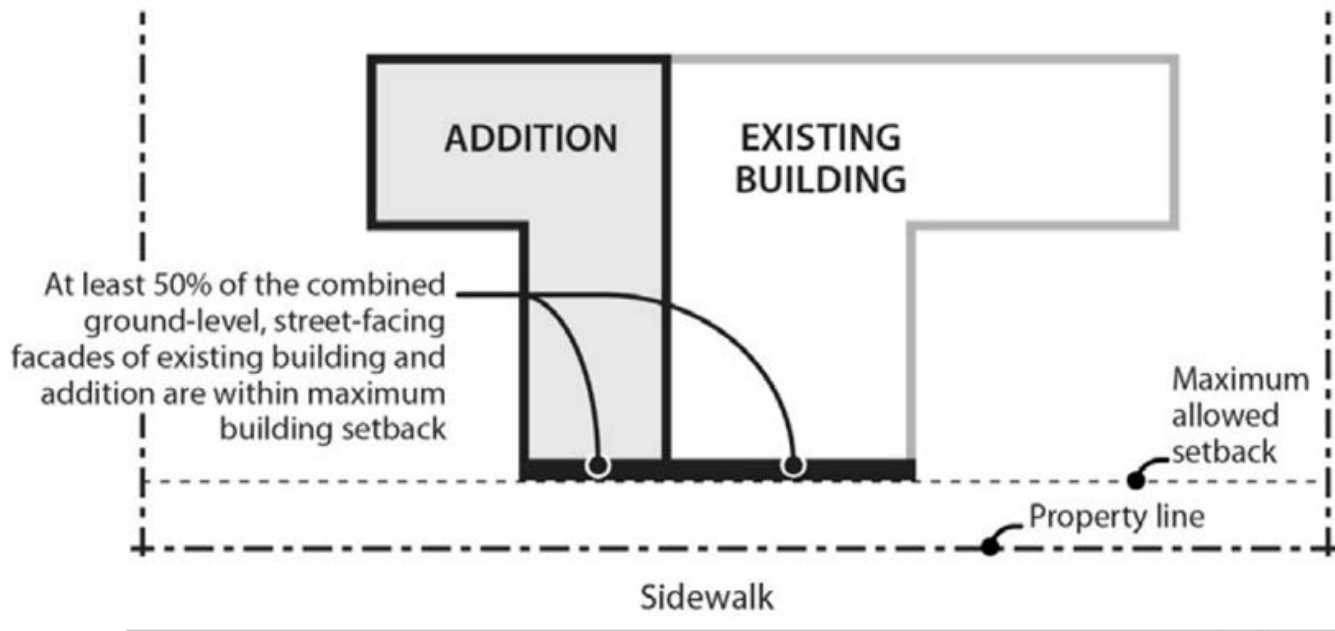 ADDITION
EXISTING
BUILDING
At least 50% of the combined
ground-level, street-facing
facades of existing building and
addition are within maximum
building setback
Maximum
allowed
setback
Property line
Sidewalk